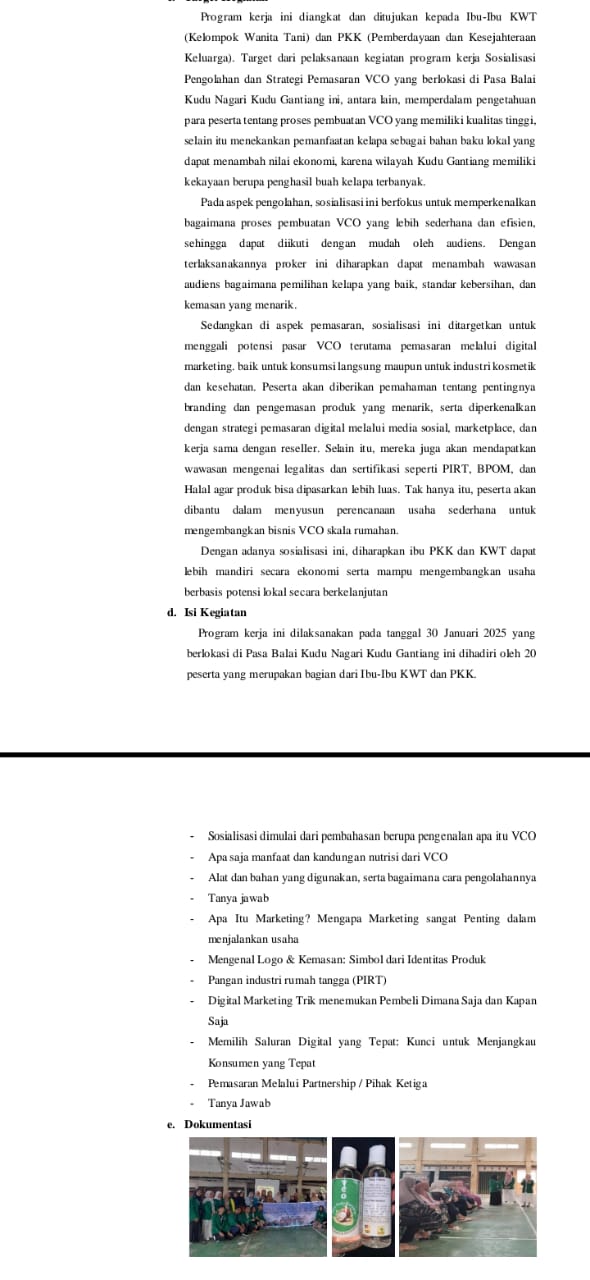 Program kerja ini diangkat dan ditujukan kepada Ibu-Ibu KWT
(Kelompok Wanita Tani) dan PKK (Pemberdayaan dan Kesejahteraan
Keluarga). Target dari pelaksanaan kegiatan program kerja Sosialisasi
Pengolahan dan Strategi Pemasaran VCO yang berlokasi di Pasa Balai
Kudu Nagari Kudu Gantiang ini, antara lain, memperdalam pengetahuan
para peserta tentang proses pembuatan VCO yang memiliki kualitas tinggi,
selain itu menekankan pemanfaatan kelapa sebagai bahan baku lokal yang
dapat menambah nilai ekonomi, karena wilayah Kudu Gantiang memiliki
kekayaan berupa penghasil buah kelapa terbanyak.
Pada aspek pengolahan, sosialisasi ini berfokus untuk memperkenalkan
bagaimana proses pembuatan VCO yang lebih sederhana dan efisien,
sehingga dapat diikuti dengan mudah oleh audiens. Dengan
terlaksanakannya proker ini diharapkan dapat menambah wawasan
audiens bagaimana pemilihan kelapa yang baik, standar kebersihan, dan
kemasan yang menarik.
Sedangkan di aspek pemasaran, sosialisasi ini ditargetkan untuk
menggali potensi pasar VCO terutama pemasaran melalui digital
marketing. baik untuk konsumsi langsung maupun untuk industri kosmetik
dan kesehatan. Peserta akan diberikan pemahaman tentang pentingnya
branding dan pengemasan produk yang menarik, serta diperkenalkan
dengan strategi pemasaran digital melalui media sosial, marketplace, dan
kerja sama dengan reseller. Selain itu, mereka juga akan mendapatkan
wawasan mengenai legalitas dan sertifikasi seperti PIRT, BPOM, dan
Halal agar produk bisa dipasarkan lebih luas. Tak hanya itu, peserta akan
dibantu dalam menyusun perencanaan usaha sederhana untuk
mengembangkan bisnis VCO skala rumahan.
Dengan adanya sosialisasi ini, diharapkan ibu PKK dan KWT dapat
lebih mandiri secara ekonomi serta mampu mengembangkan usaha
berbasis potensi lokal secara berkelanjutan
d. Isi Kegiatan
Program kerja ini dilaksanakan pada tanggal 30 Januari 2025 yang
berlokasi di Pasa Balai Kudu Nagari Kudu Gantiang ini dihadiri oleh 20
peserta yang merupakan bagian dari Ibu-Ibu KWT dan PKK.
- Sosialisasi dimulai dari pembahasan berupa pengenalan apa itu VCO
- Apa saja manfaat dan kandungan nutrisi dari VCO
- Alat dan bahan yang digunakan, serta bagaimana cara pengolahannya
- Tanya jawab
- Apa Itu Marketing? Mengapa Marketing sangat Penting dalam
menjalankan usaha
- Mengenal Logo & Kemasan: Simbol dari Identitas Produk
- Pangan industri rumah tangga (PIRT)
- Digital Marketing Trik menemukan Pembeli Dimana Saja dan Kapan
Saja
- Memilih Saluran Digital yang Tepat: Kunci untuk Menjangkau
Konsumen yang Tepat
- Pemasaran Melalui Partnership / Pihak Ketiga
- Tanya Jawab
e. Dokumentasi
VCO